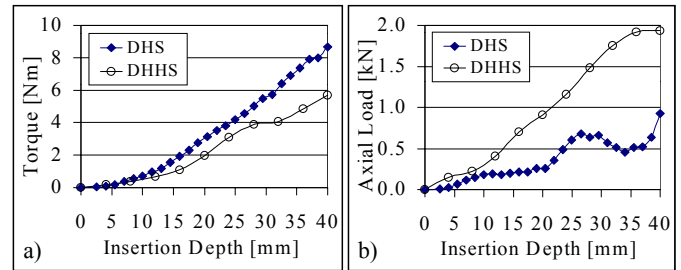 10
8
6
4
2
0
Torque [Nm]
DHS
DHHS
0 5 10 15 20 25 30 35 40
Insertion Depth [mm]
a)
2.0
1.5
1.0
0.5
0.0
Axial Load [kN]
DHS
DHHS
0 5 10 15 20 25 30 35 40
Insertion Depth [mm]
b)